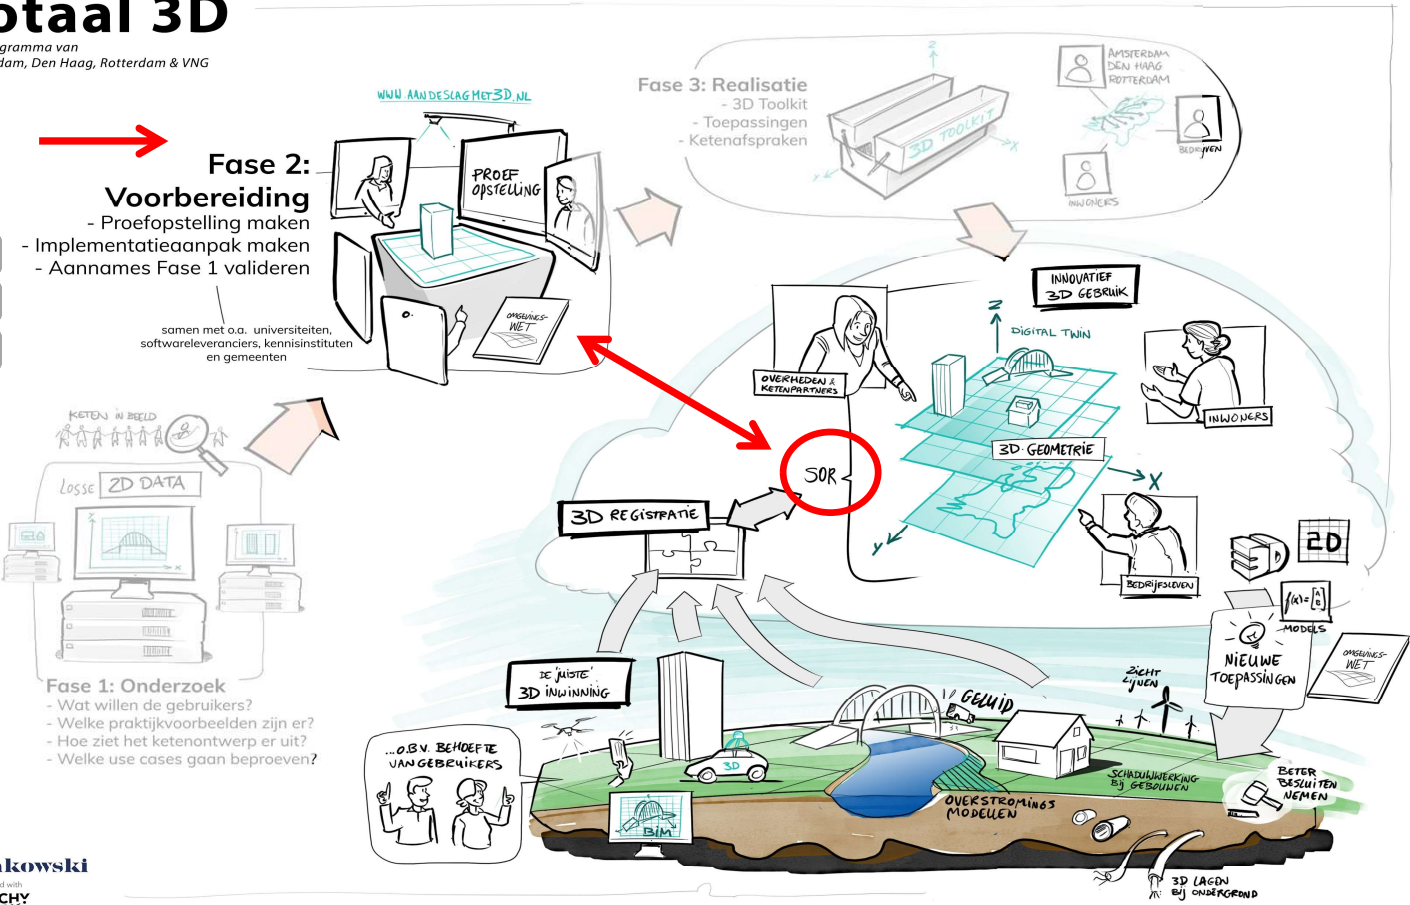 otaal 3D
gramma van
dam, Den Haag, Rotterdam & VNG
WWW.AANDESLAGMET3D.NL
Fase 2:
Voorbereiding
- Proefopstelling maken
- Implementatieaanpak maken
- Aannames Fase 1 valideren
samen met o.a. universiteiten,
softwareleveranciers, kennisinstituten
en gemeenten
PROEF
OPSTELLING
OMGEVINGS-
WET
Fase 3: Realisatie
- 3D Toolkit
- Toepassingen
- Ketenafspraken
Z
3D TOOLKIT
X
Y
AMSTERDAM
DEN HAAG
ROTTERDAM
BEDRIJVEN
INWONERS
INNOVATIEF
3D GEBRUIK
Z
DIGITAL TWIN
OVERHEDEN &
KETENPARTNERS
INWONERS
3D-GEOMETRIE
X
Y
SOR
BEDRIJFSLEVEN
3D REGISTRATIE
KETEN IN BEELD
LOSSE 2D DATA
Fase 1: Onderzoek
- Wat willen de gebruikers?
- Welke praktijkvoorbeelden zijn er?
- Hoe ziet het ketenontwerp er uit?
- Welke use cases gaan beproeven?
3D
2D
f(x)=[A B]
MODELS
NIEUWE
TOEPASSINGEN
OMGEVINGS-
WET
DE 'JUISTE'
3D INWINNING
...O.B.V. BEHOEFTE
VAN GEBRUIKERS
3D
BIM
GELUID
ZICHT
LIJNEN
SCHADUWWERKING
BIJ GEBOUWEN
OVERSTROMINGS
MODELLEN
BETER
BESLUITEN
NEMEN
3D LAGEN
BIJ ONDERGROND
akowski
d with
CHY